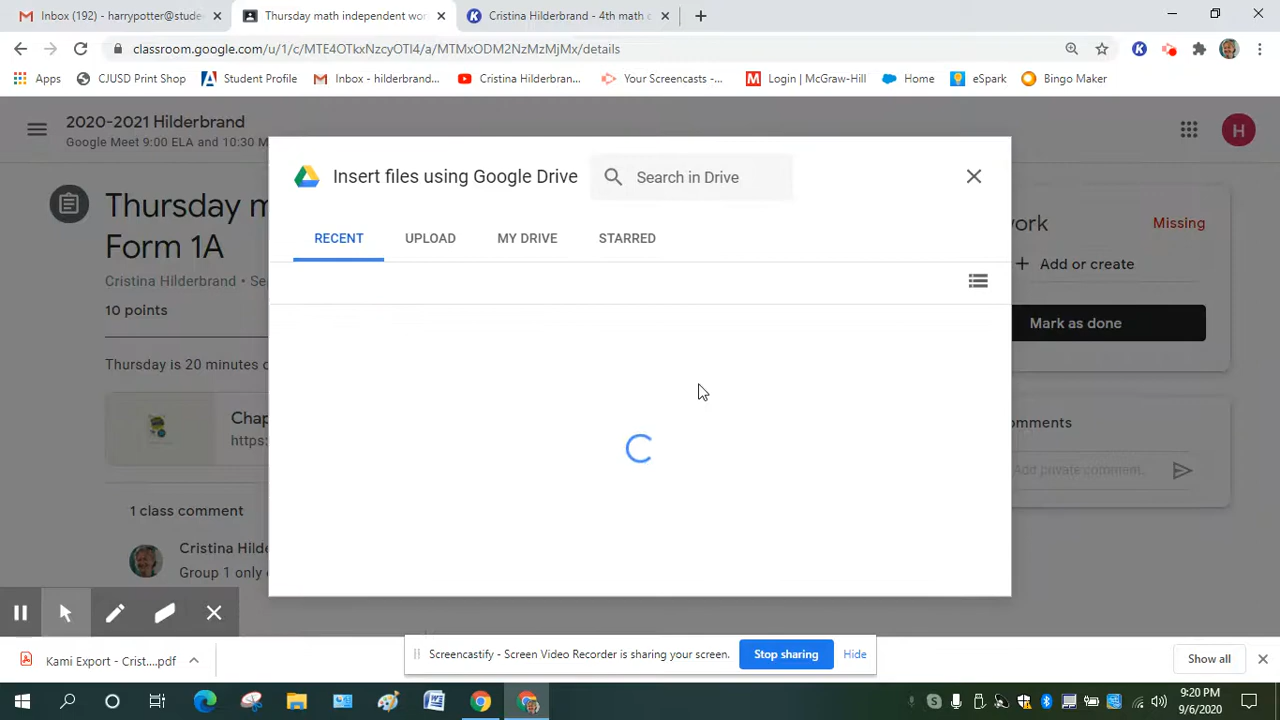 Inbox (192) - harrypotter@stude
Thursday math independent wor
Cristina Hilderbrand - 4th math c
classroom.google.com/u/1/c/MTE4OTkxNzcyOTI4/a/MTMxODM2NzMzMjMx/details
Apps
CJUSD Print Shop
Student Profile
Inbox - hilderbrand...
Cristina Hilderbran...
Your Screencasts -...
Login | McGraw-Hill
Home
eSpark
Bingo Maker
2020-2021 Hilderbrand
Google Meet 9:00 ELA and 10:30 M
H
Insert files using Google Drive
Search in Drive
RECENT
UPLOAD
MY DRIVE
STARRED
Thursday m
Form 1A
Cristina Hilderbrand • Se
10 points
Thursday is 20 minutes o
Chap
https:
1 class comment
Cristina Hilde
Group 1 only
work
Missing
Add or create
Mark as done
omments
Add private comment...
Kami Export - Crist....pdf
Screencastify - Screen Video Recorder is sharing your screen.
Stop sharing
Hide
Show all
9:20 PM
9/6/2020